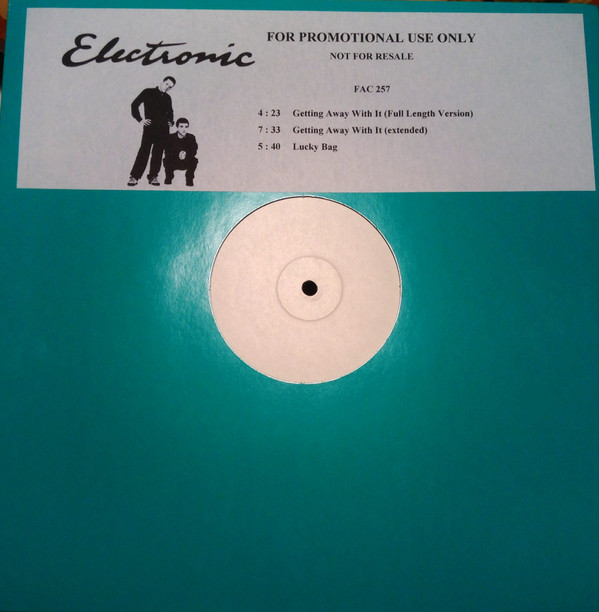 Electronic
FOR PROMOTIONAL USE ONLY
NOT FOR RESALE
FAC 257
4 : 23 Getting Away With It (Full Length Version)
7 : 33 Getting Away With It (extended)
5 : 40 Lucky Bag